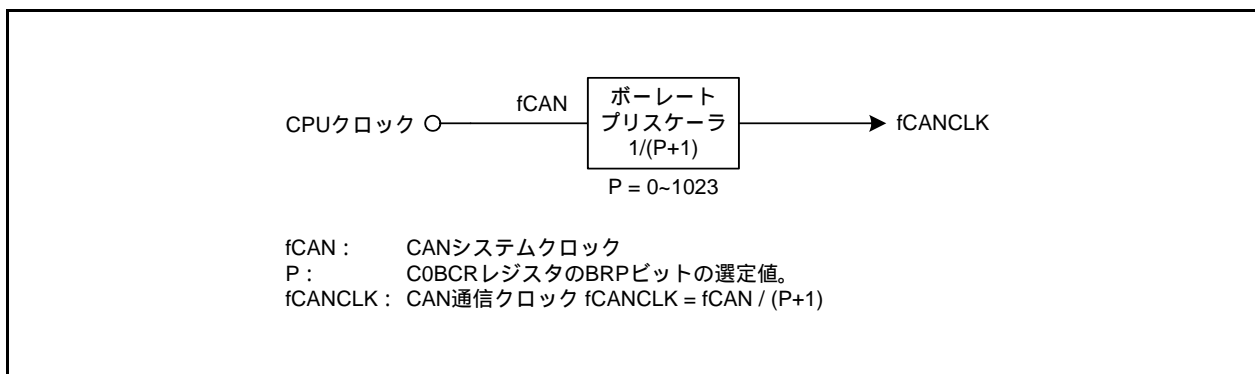 CPUクロック
fCAN
ボーレート
プリスケーラ
1/(P+1)
fCANCLK
P = 0~1023
fCAN : CANシステムクロック
P : C0BCRレジスタのBRPビットの選定値。
fCANCLK : CAN通信クロック fCANCLK = fCAN / (P+1)